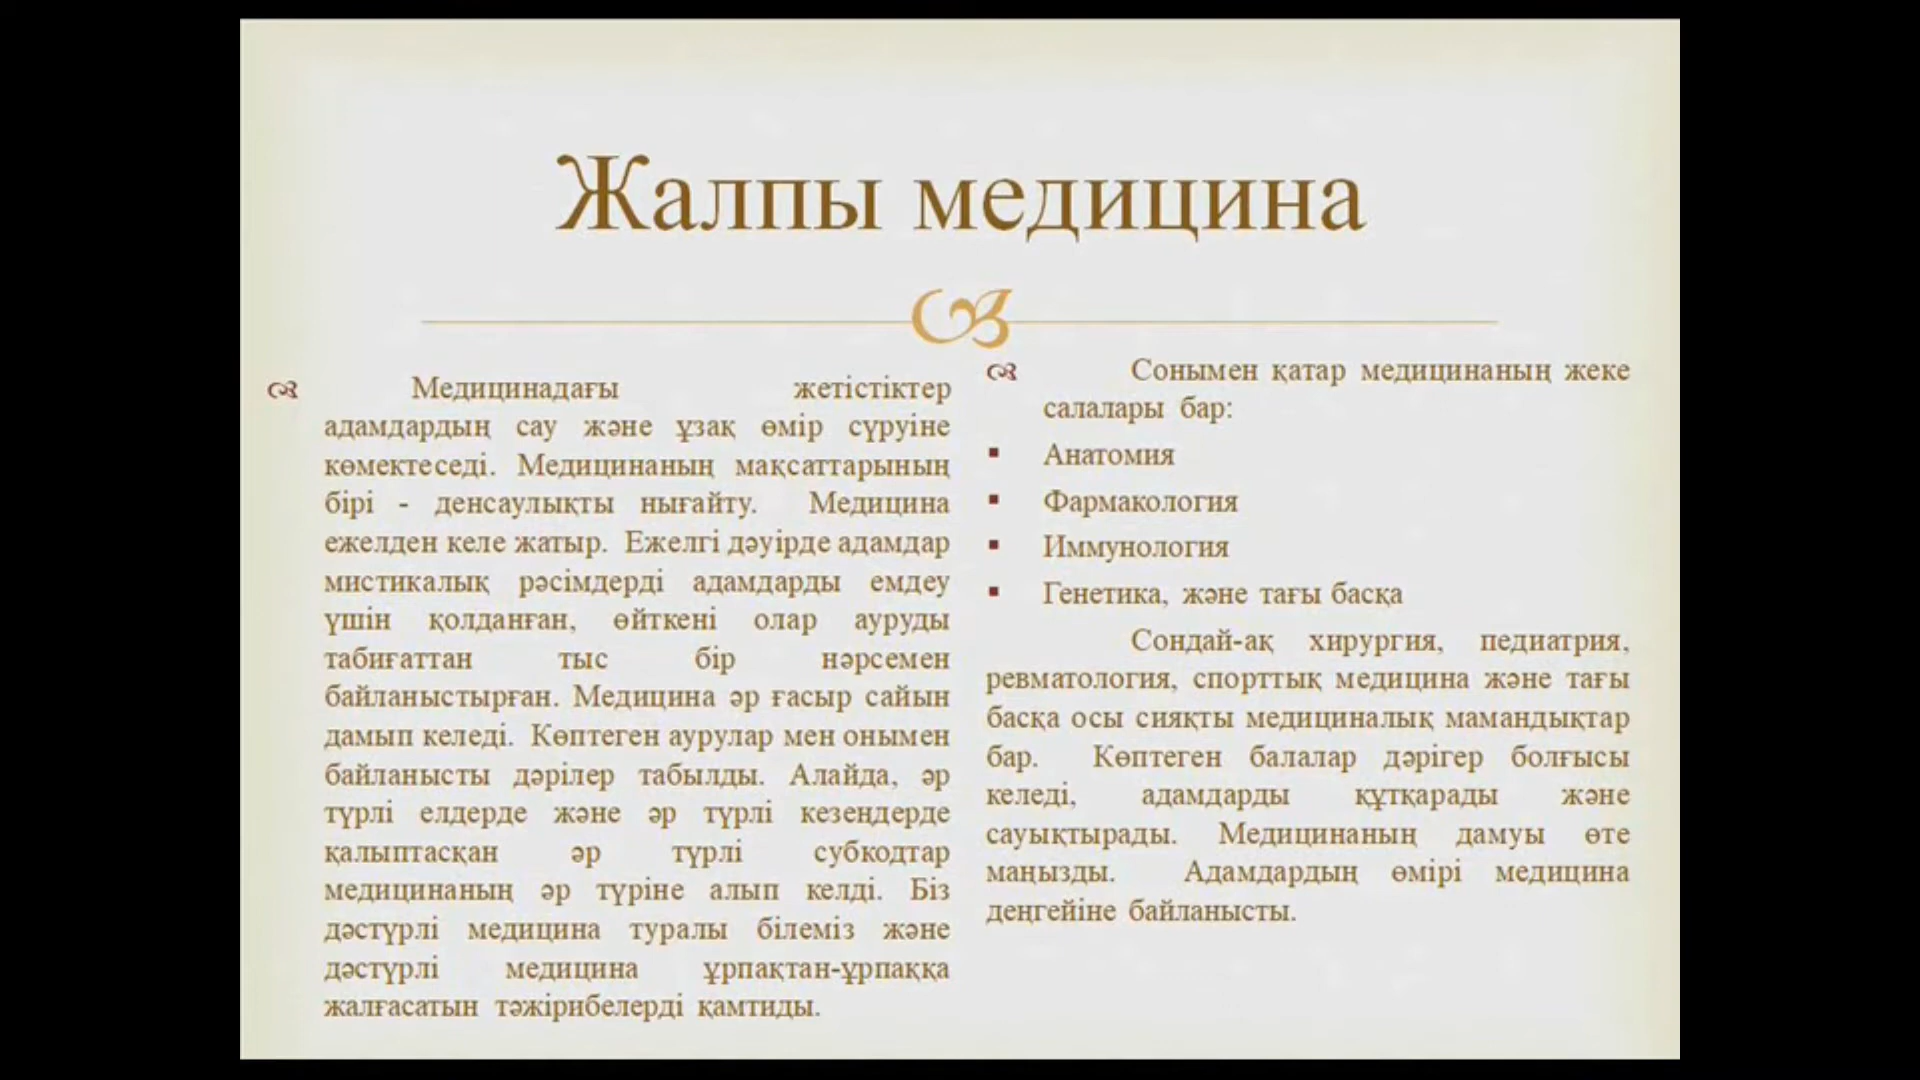 Жалпы медицина
Медицинадағы жетістіктер
адамдардың сау және ұзақ өмір сүруіне
көмектеседі. Медицинаның мақсаттарының
бірі - денсаулықты нығайту. Медицина
ежелден келе жатыр. Ежелгі дәуірде адамдар
мистикалық рәсімдерді адамдарды емдеу
үшін қолданған, өйткені олар ауруды
табиғаттан тыс бір нәрсемен
байланыстырған. Медицина әр ғасыр сайын
дамып келеді. Көптеген аурулар мен онымен
байланысты дәрілер табылды. Алайда, әр
түрлі елдерде және әр түрлі кезеңдерде
қалыптасқан әр түрлі субкодтар
медицинаның әр түріне алып келді. Біз
дәстүрлі медицина туралы білеміз және
дәстүрлі медицина ұрпақтан-ұрпаққа
жалғасатын тәжірибелерді қамтиды.
Сонымен қатар медицинаның жеке
салалары бар:
Анатомия
Фармакология
Иммунология
Генетика, және тағы басқа
Сондай-ақ хирургия, педиатрия,
ревматология, спорттық медицина және тағы
басқа осы сияқты медициналық мамандықтар
бар. Көптеген балалар дәрігер болғысы
келеді, адамдарды құтқарады және
сауықтырады. Медицинаның дамуы өте
маңызды. Адамдардың өмірі медицина
деңгейіне байланысты.